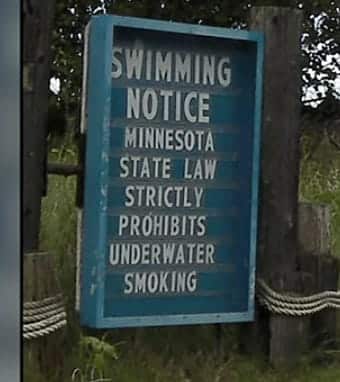 SWIMMING
NOTICE
MINNESOTA
STATE LAW
STRICTLY
PROHIBITS
UNDERWATER
SMOKING